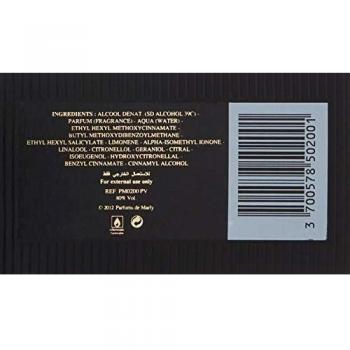 INGREDIENTS : ALCOOL DENAT (SD ALCOHOL 39C) -
PARFUM (FRAGRANCE) - AQUA (WATER) -
ETHYL HEXYL METHOXYCINNAMATE -
BUTYL METHOXYDIBENZOYLMETHANE -
ETHYL HEXYL SALICYLATE - LIMONENE - ALPHA-ISOMETHYL IONONE -
LINALOOL - CITRONELLOL - GERANIOL - CITRAL -
ISOEUGENOL - HYDROXYCITRONELLAL -
BENZYL CINNAMATE - CINNAMYL ALCOHOL
للاستعمال الخارجي فقط
For external use only
REF PM0200 PV
80% Vol.
© 2012 Parfums de Marly
3 700578 502001